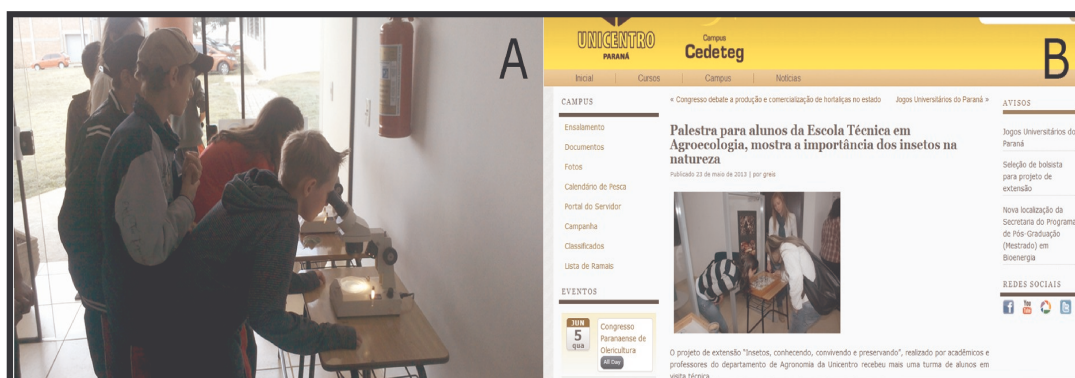 A
B
UNICENTRO
PARANÁ
Campus
Cedeteg
Inicial
Cursos
Campus
Notícias
CAMPUS
Ensalamento
Documentos
Fotos
Calendário de Pesca
Portal do Servidor
Campanha
Classificados
Lista de Ramais
EVENTOS
JUN
5
qua
Congresso
Paranaense de
Olericultura
All Day
« Congresso debate a produção e comercialização de hortaliças no estado
Jogos Universitários do Paraná »
Palestra para alunos da Escola Técnica em
Agroecologia, mostra a importância dos insetos na
natureza
Publicado 23 de maio de 2013 | por greis
O projeto de extensão "Insetos, conhecendo, convivendo e preservando", realizado por acadêmicos e
professores do departamento de Agronomia da Unicentro recebeu mais uma turma de alunos em
visita técnica.
AVISOS
Jogos Universitários do
Paraná
Seleção de bolsista
para projeto de
extensão
Nova localização da
Secretaria do Programa
de Pós-Graduação
(Mestrado) em
Bioenergia
REDES SOCIAIS